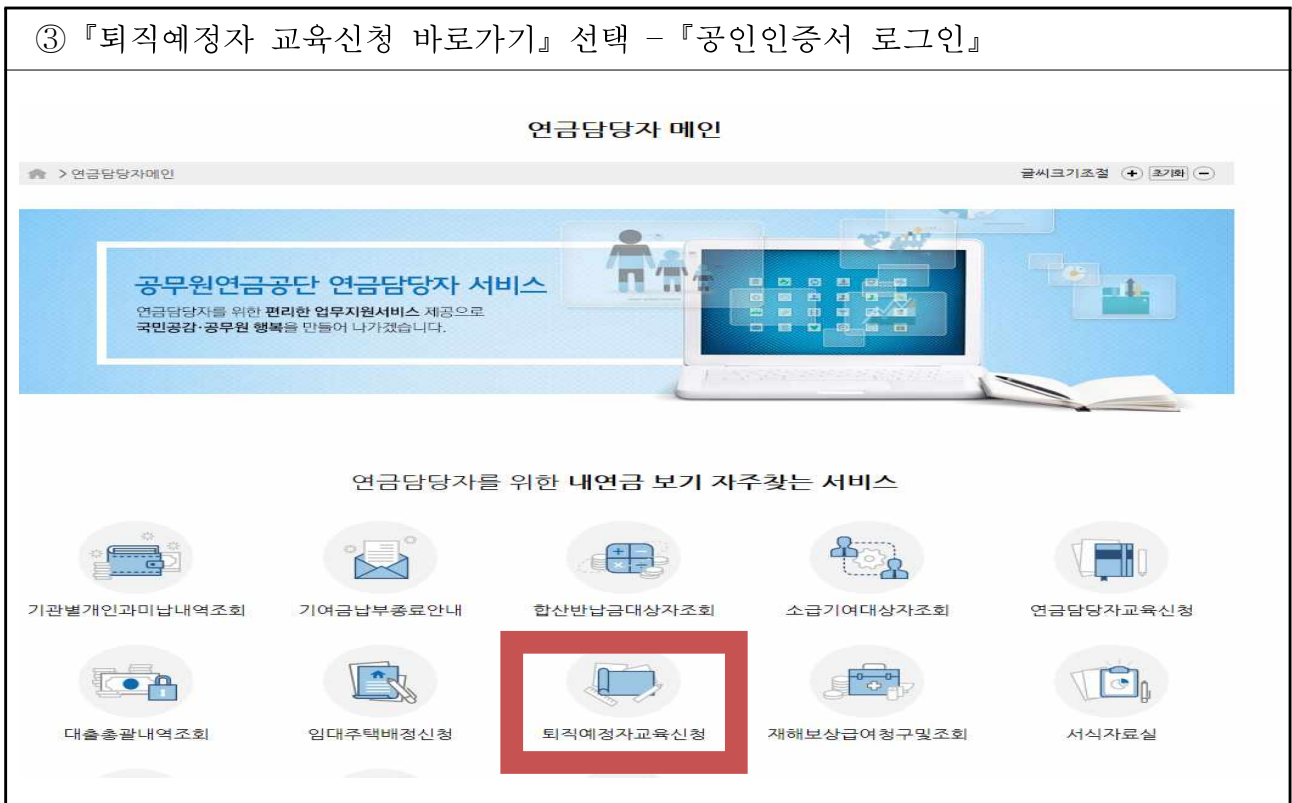 ③『퇴직예정자 교육신청 바로가기』선택 –『공인인증서 로그인』
연금담당자 메인
> 연금담당자메인
글씨크기조절 + 초기화 −
공무원연금공단 연금담당자 서비스
연금담당자를 위한 편리한 업무지원서비스 제공으로
국민공감·공무원 행복을 만들어 나가겠습니다.
연금담당자를 위한 내연금 보기 자주찾는 서비스
기관별개인과미납내역조회
기여금납부종료안내
합산반납금대상자조회
소급기여대상자조회
연금담당자교육신청
대출총괄내역조회
임대주택배정신청
퇴직예정자교육신청
재해보상급여청구및조회
서식자료실